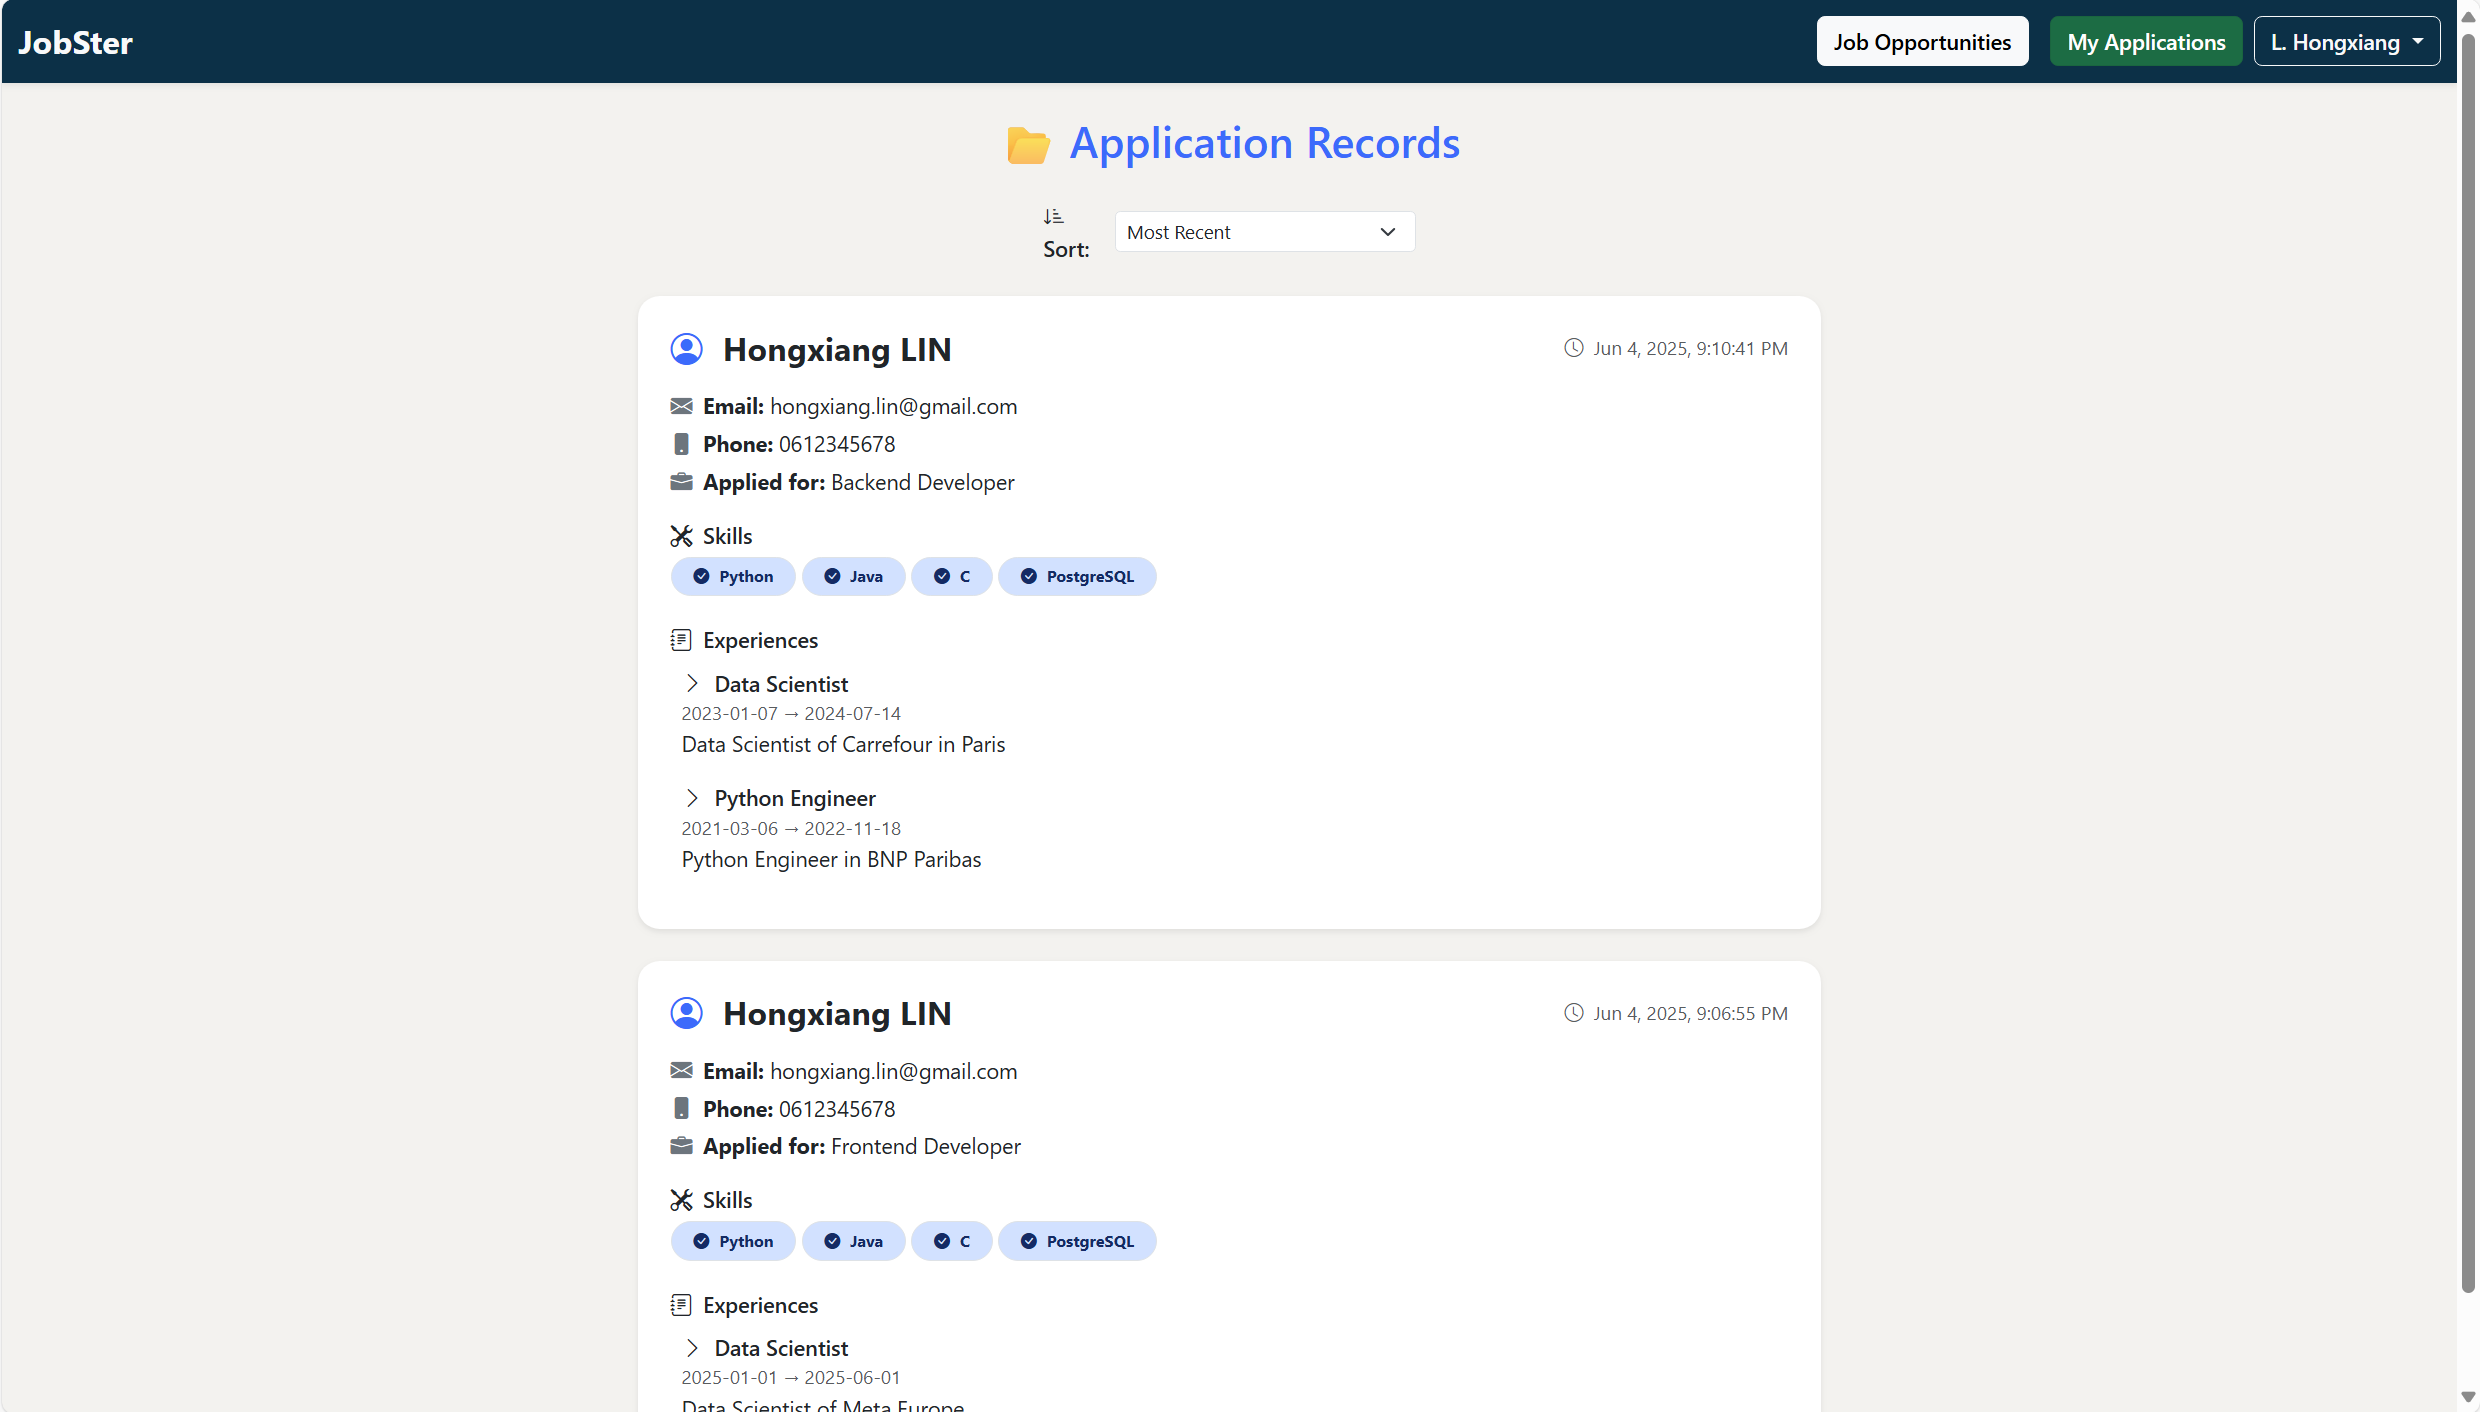 JobSter
Job Opportunities
My Applications
L. Hongxiang
Application Records
Sort:
Most Recent
Hongxiang LIN
Jun 4, 2025, 9:10:41 PM
Email: hongxiang.lin@gmail.com
Phone: 0612345678
Applied for: Backend Developer
Skills
Python
Java
C
PostgreSQL
Experiences
Data Scientist
2023-01-07 → 2024-07-14
Data Scientist of Carrefour in Paris
Python Engineer
2021-03-06 → 2022-11-18
Python Engineer in BNP Paribas
Hongxiang LIN
Jun 4, 2025, 9:06:55 PM
Email: hongxiang.lin@gmail.com
Phone: 0612345678
Applied for: Frontend Developer
Skills
Python
Java
C
PostgreSQL
Experiences
Data Scientist
2025-01-01 → 2025-06-01
Data Scientist of Meta Europe